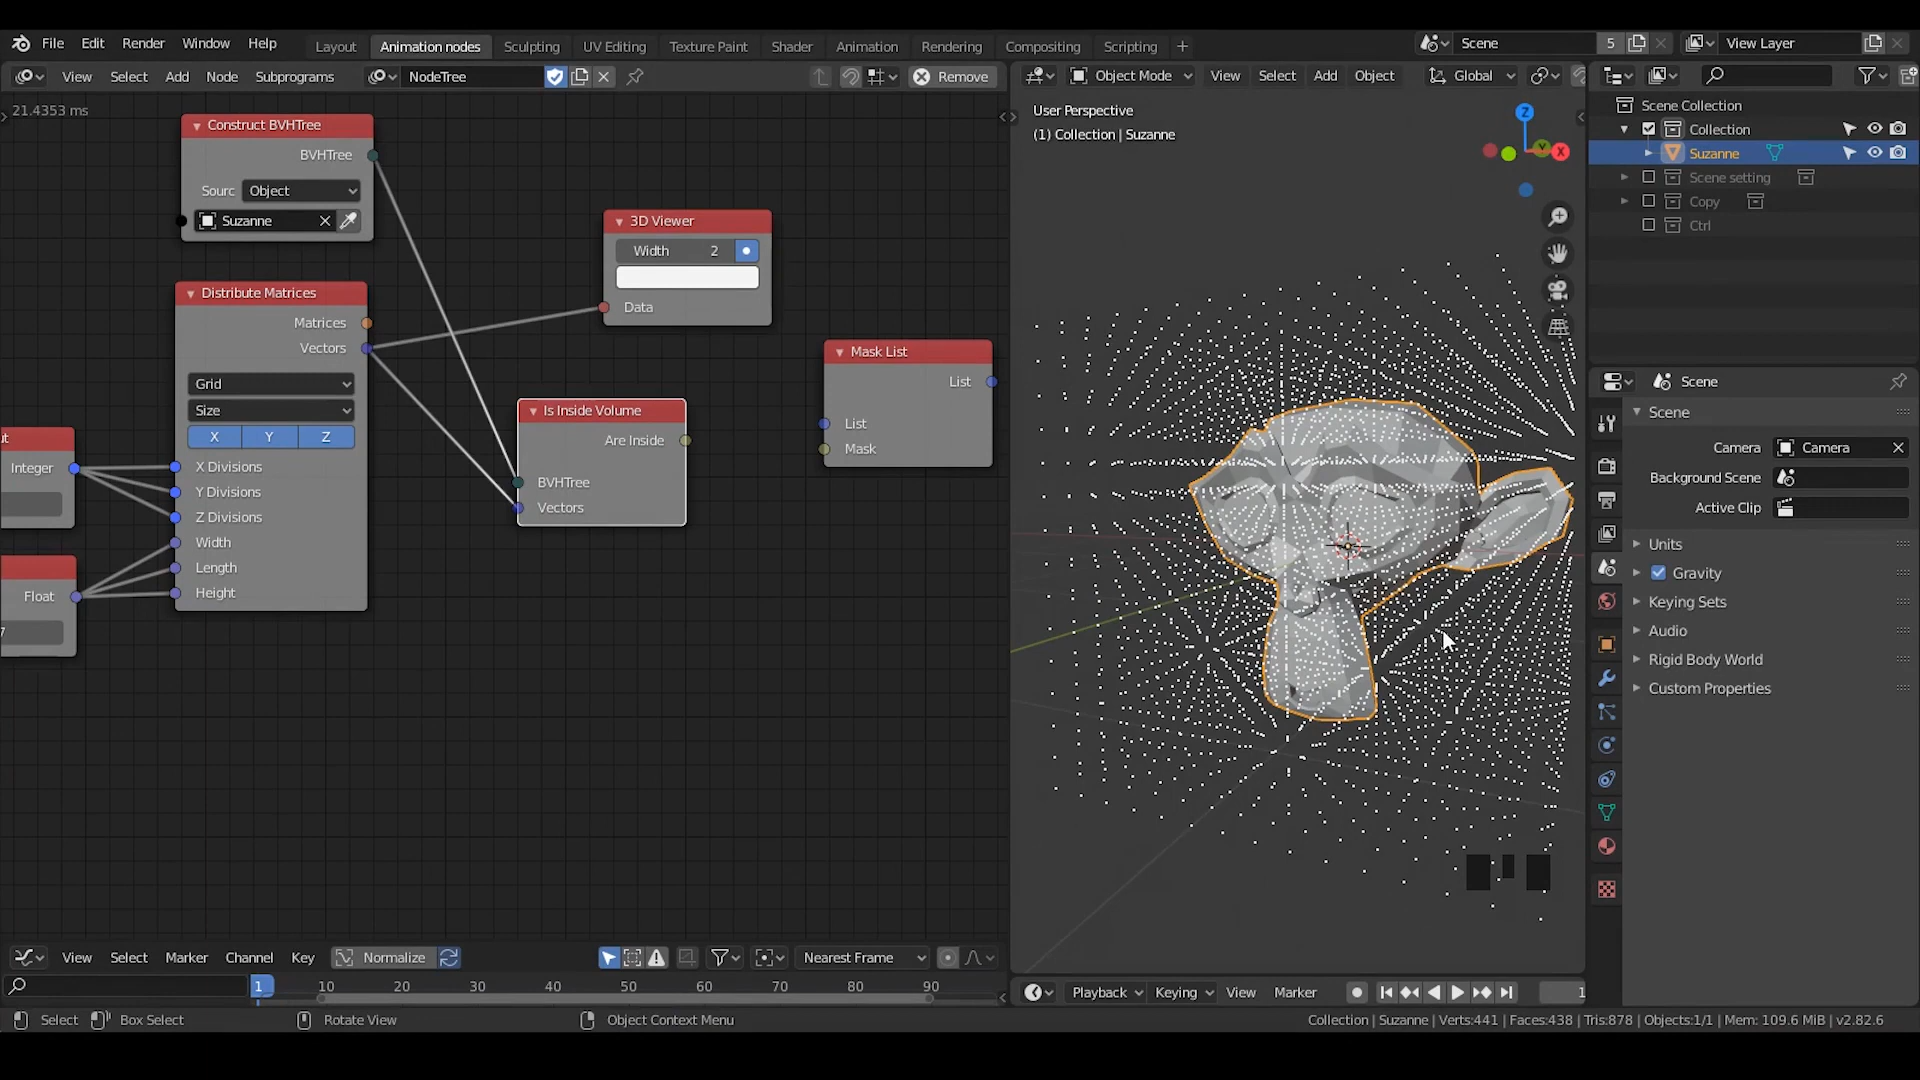 File Edit Render Window Help Layout Animation nodes Sculpting UV Editing Texture Paint Shader Animation Rendering Compositing Scripting + Scene 5 View Layer
View Select Add Node Subprograms NodeTree Remove
21.4353 ms
Construct BVHTree
BVHTree
Sourc Object
Suzanne
Distribute Matrices
Matrices
Vectors
Grid
Size
X Y Z
X Divisions
Y Divisions
Z Divisions
Width
Length
Height
ut
Integer
Float
7
3D Viewer
Width 2
Data
Is Inside Volume
Are Inside
BVHTree
Vectors
Mask List
List
List
Mask
Object Mode View Select Add Object Global
User Perspective
(1) Collection | Suzanne
Z
Y
X
Scene Collection
Collection
Suzanne
Scene setting
Copy
Ctrl
Scene
Scene
Camera Camera
Background Scene
Active Clip
Units
Gravity
Keying Sets
Audio
Rigid Body World
Custom Properties
View Select Marker Channel Key Normalize Nearest Frame
1 10 20 30 40 50 60 70 80 90
Playback Keying View Marker 1
Select Box Select Rotate View Object Context Menu
Collection | Suzanne | Verts:441 | Faces:438 | Tris:878 | Objects:1/1 | Mem: 109.6 MiB | v2.82.6